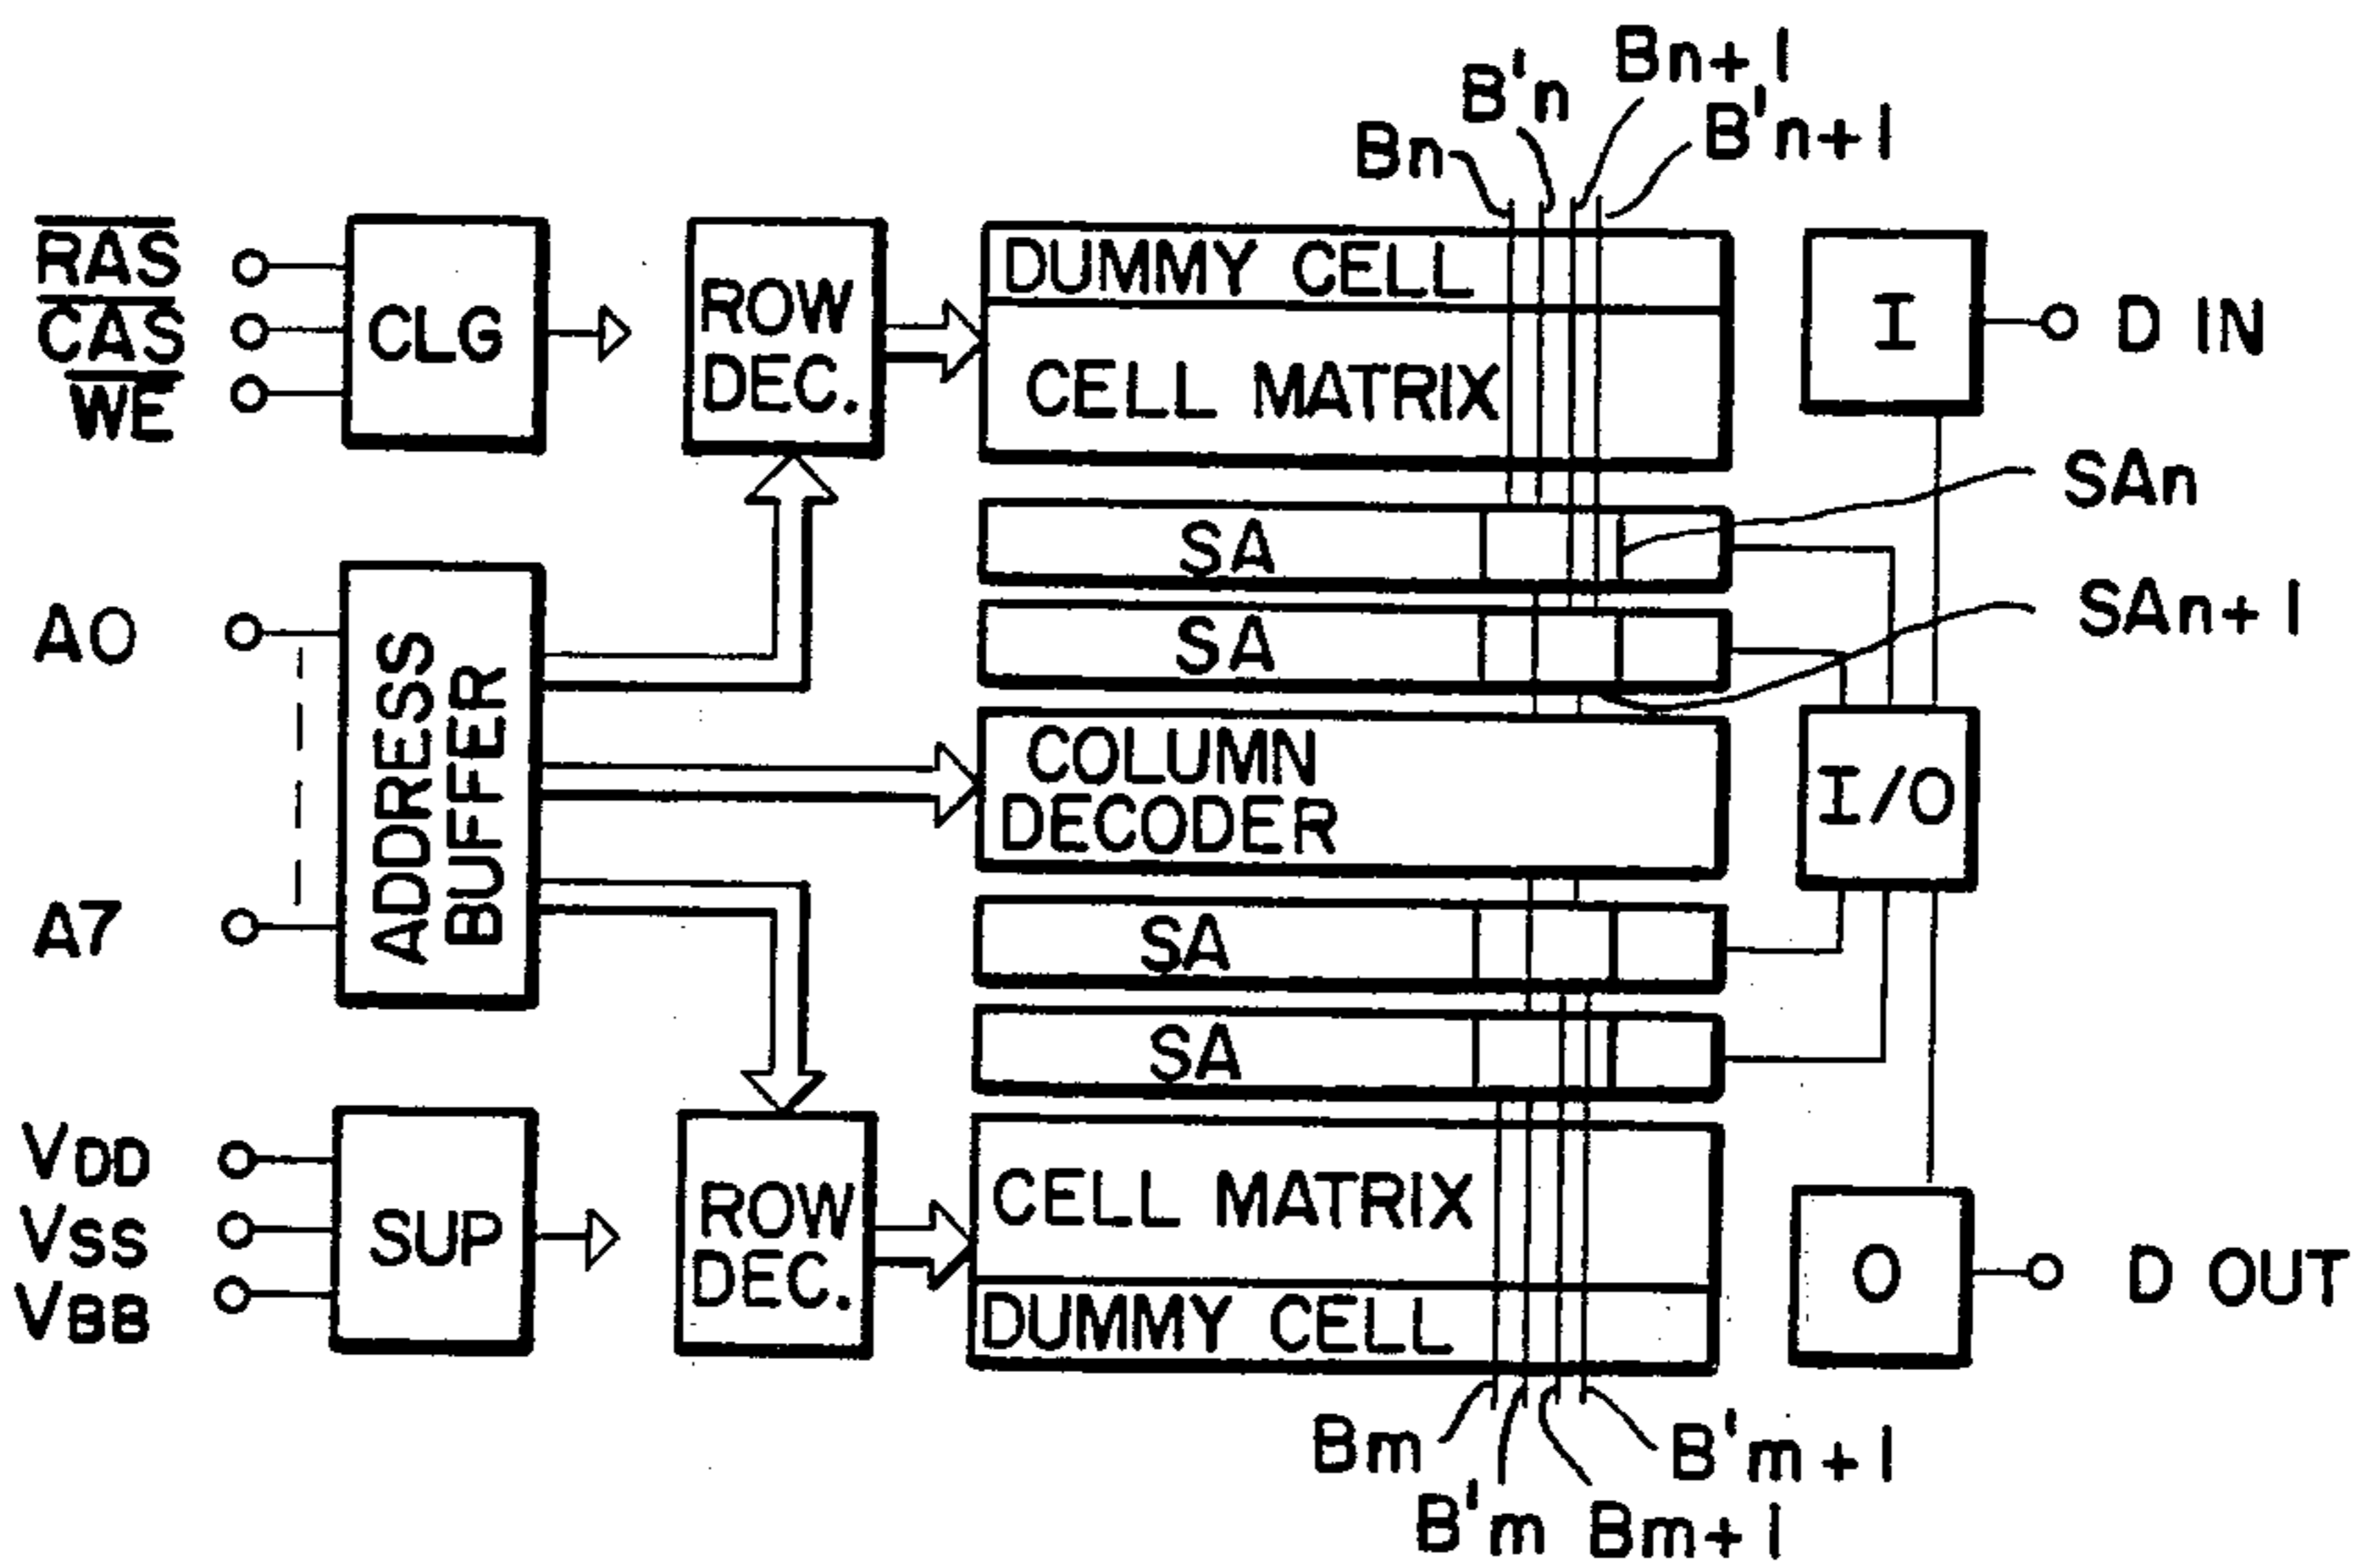 Bn
B'n
Bn+1
B'n+1
RAS
CAS
WE
CLG
ROW
DEC.
DUMMY CELL
CELL MATRIX
I
D IN
SA
SAn
SA
SAn+1
A0
A7
ADDRESS
BUFFER
COLUMN
DECODER
I/O
SA
SA
VDD
VSS
VBB
SUP
ROW
DEC.
CELL MATRIX
DUMMY CELL
O
D OUT
Bm
B'm
Bm+1
B'm+1